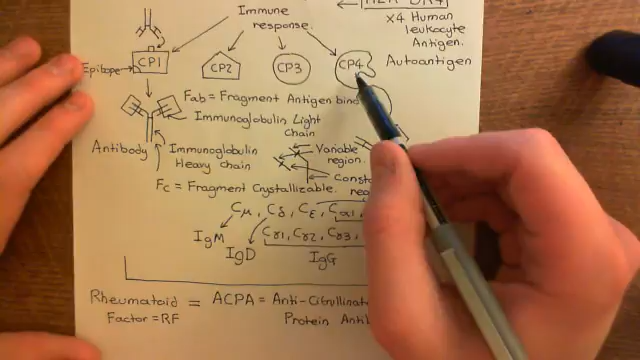 Immune
response.
x4 Human
leukocyte
Antigen.
Epitope
CP1
CP2
CP3
CP4
Autoantigen
Fab = Fragment Antigen bind
Immunoglobulin Light
Chain
Antibody
Immunoglobulin
Heavy chain
Variable
region.
Const
reg
Fc = Fragment Crystallizable.
Cμ, Cδ, Cε, Cα1,
Cγ1, Cγ2, Cγ3,
IgM
IgD
IgG
Rheumatoid = ACPA = Anti-Citrullinat
Factor = RF
Protein Antib